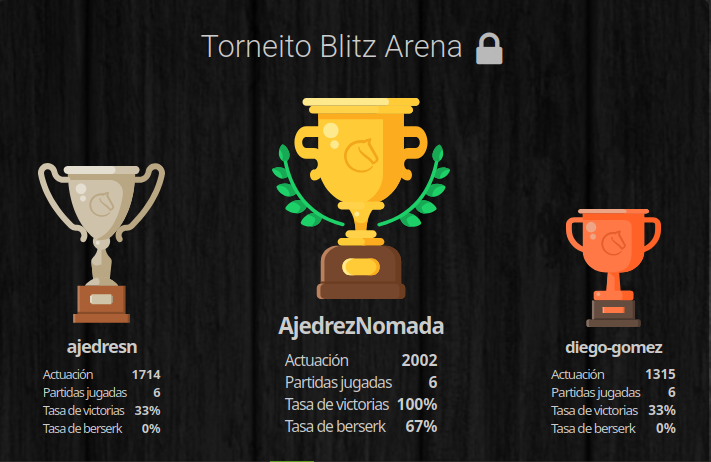 Torneito Blitz Arena
ajedresn
Actuación 1714
Partidas jugadas 6
Tasa de victorias 33%
Tasa de berserk 0%
AjedrezNomada
Actuación 2002
Partidas jugadas 6
Tasa de victorias 100%
Tasa de berserk 67%
diego-gomez
Actuación 1315
Partidas jugadas 6
Tasa de victorias 33%
Tasa de berserk 0%